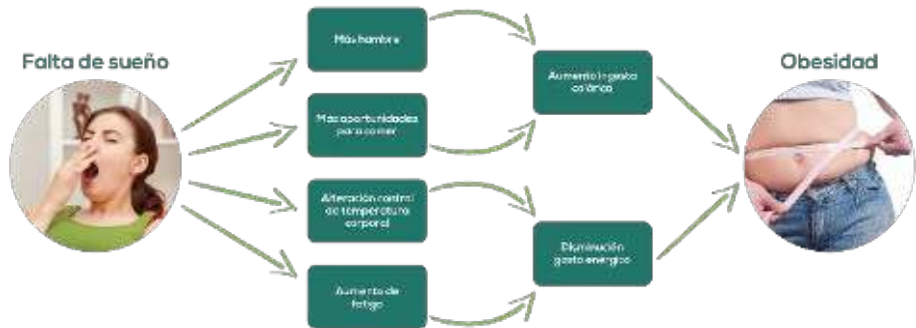 Falta de sueño
Más hambre
Más oportunidades
para comer
Alteración control
de temperatura
corporal
Aumento de
fatiga
Aumento ingesta
calórica
Disminución
gasto energético
Obesidad